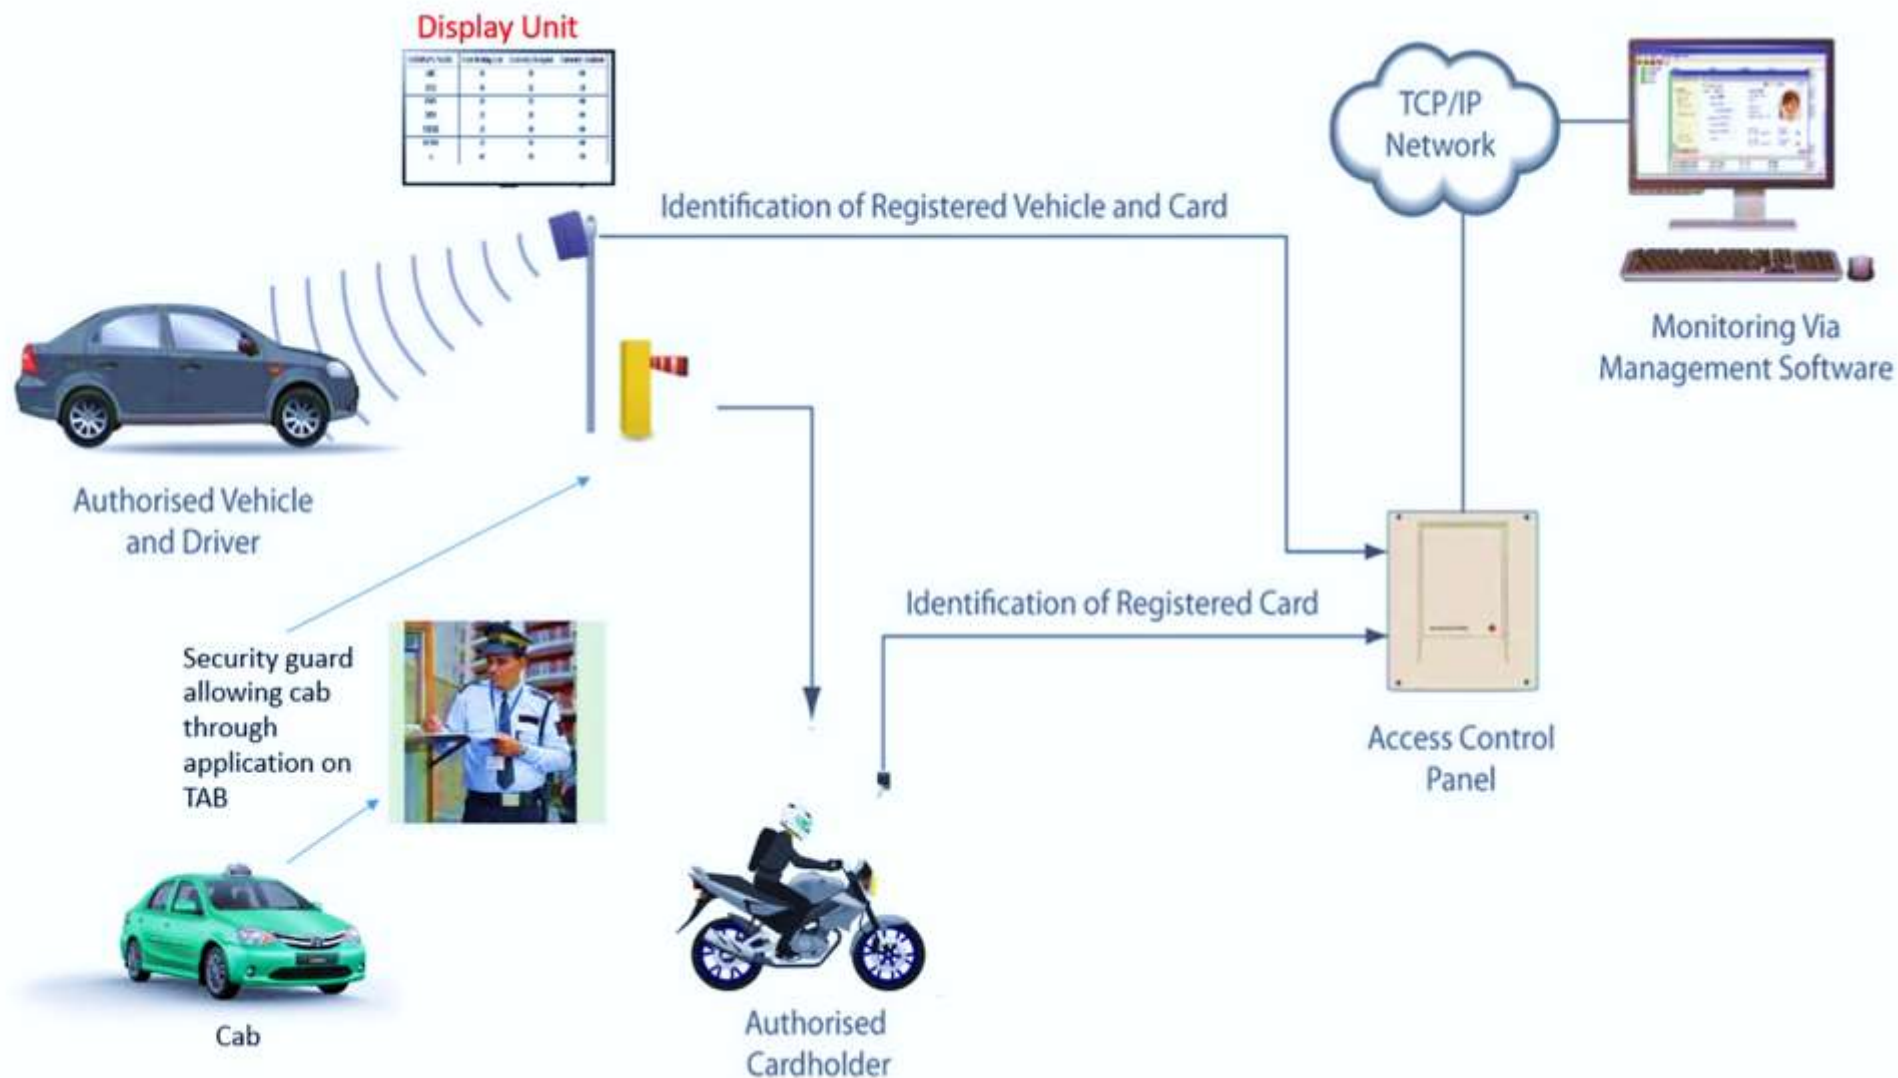 Display Unit
TCP/IP
Network
Identification of Registered Vehicle and Card
Monitoring Via
Management Software
Authorised Vehicle
and Driver
Identification of Registered Card
Security guard
allowing cab
through
application on
TAB
Access Control
Panel
Cab
Authorised
Cardholder